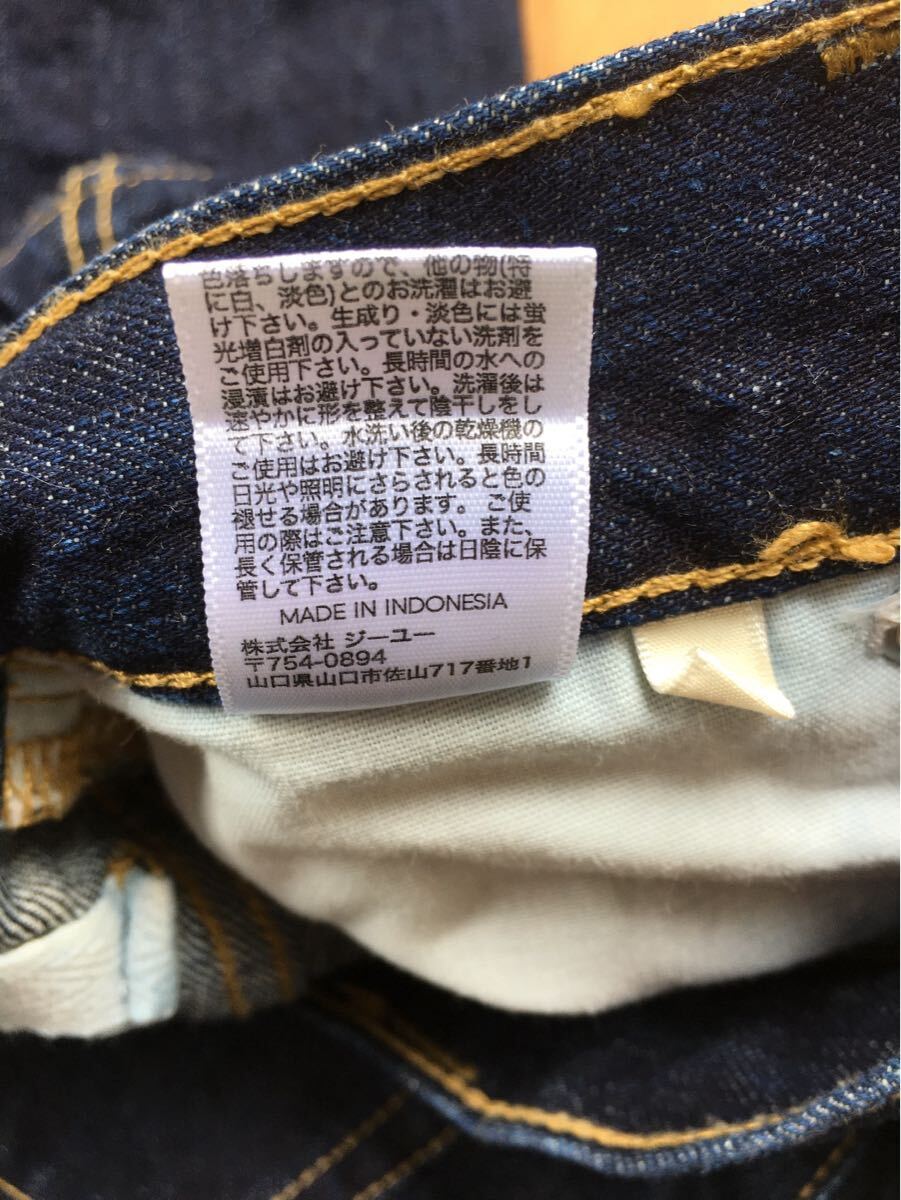 色落ちしますので、他の物(特
に白、淡色)とのお洗濯はお避
け下さい。生成り・淡色には蛍
光増白剤の入っていない洗剤を
ご使用下さい。長時間の水への
浸漬はお避け下さい。洗濯後は
速やかに形を整えて陰干しをし
て下さい。水洗い後の乾燥機の
ご使用はお避け下さい。長時間
日光や照明にさらされると色の
褪せる場合があります。ご使
用の際はご注意下さい。また、
長く保管される場合は日陰に保
管して下さい。
MADE IN INDONESIA
株式会社 ジーユー
〒754-0894
山口県山口市佐山717番地1